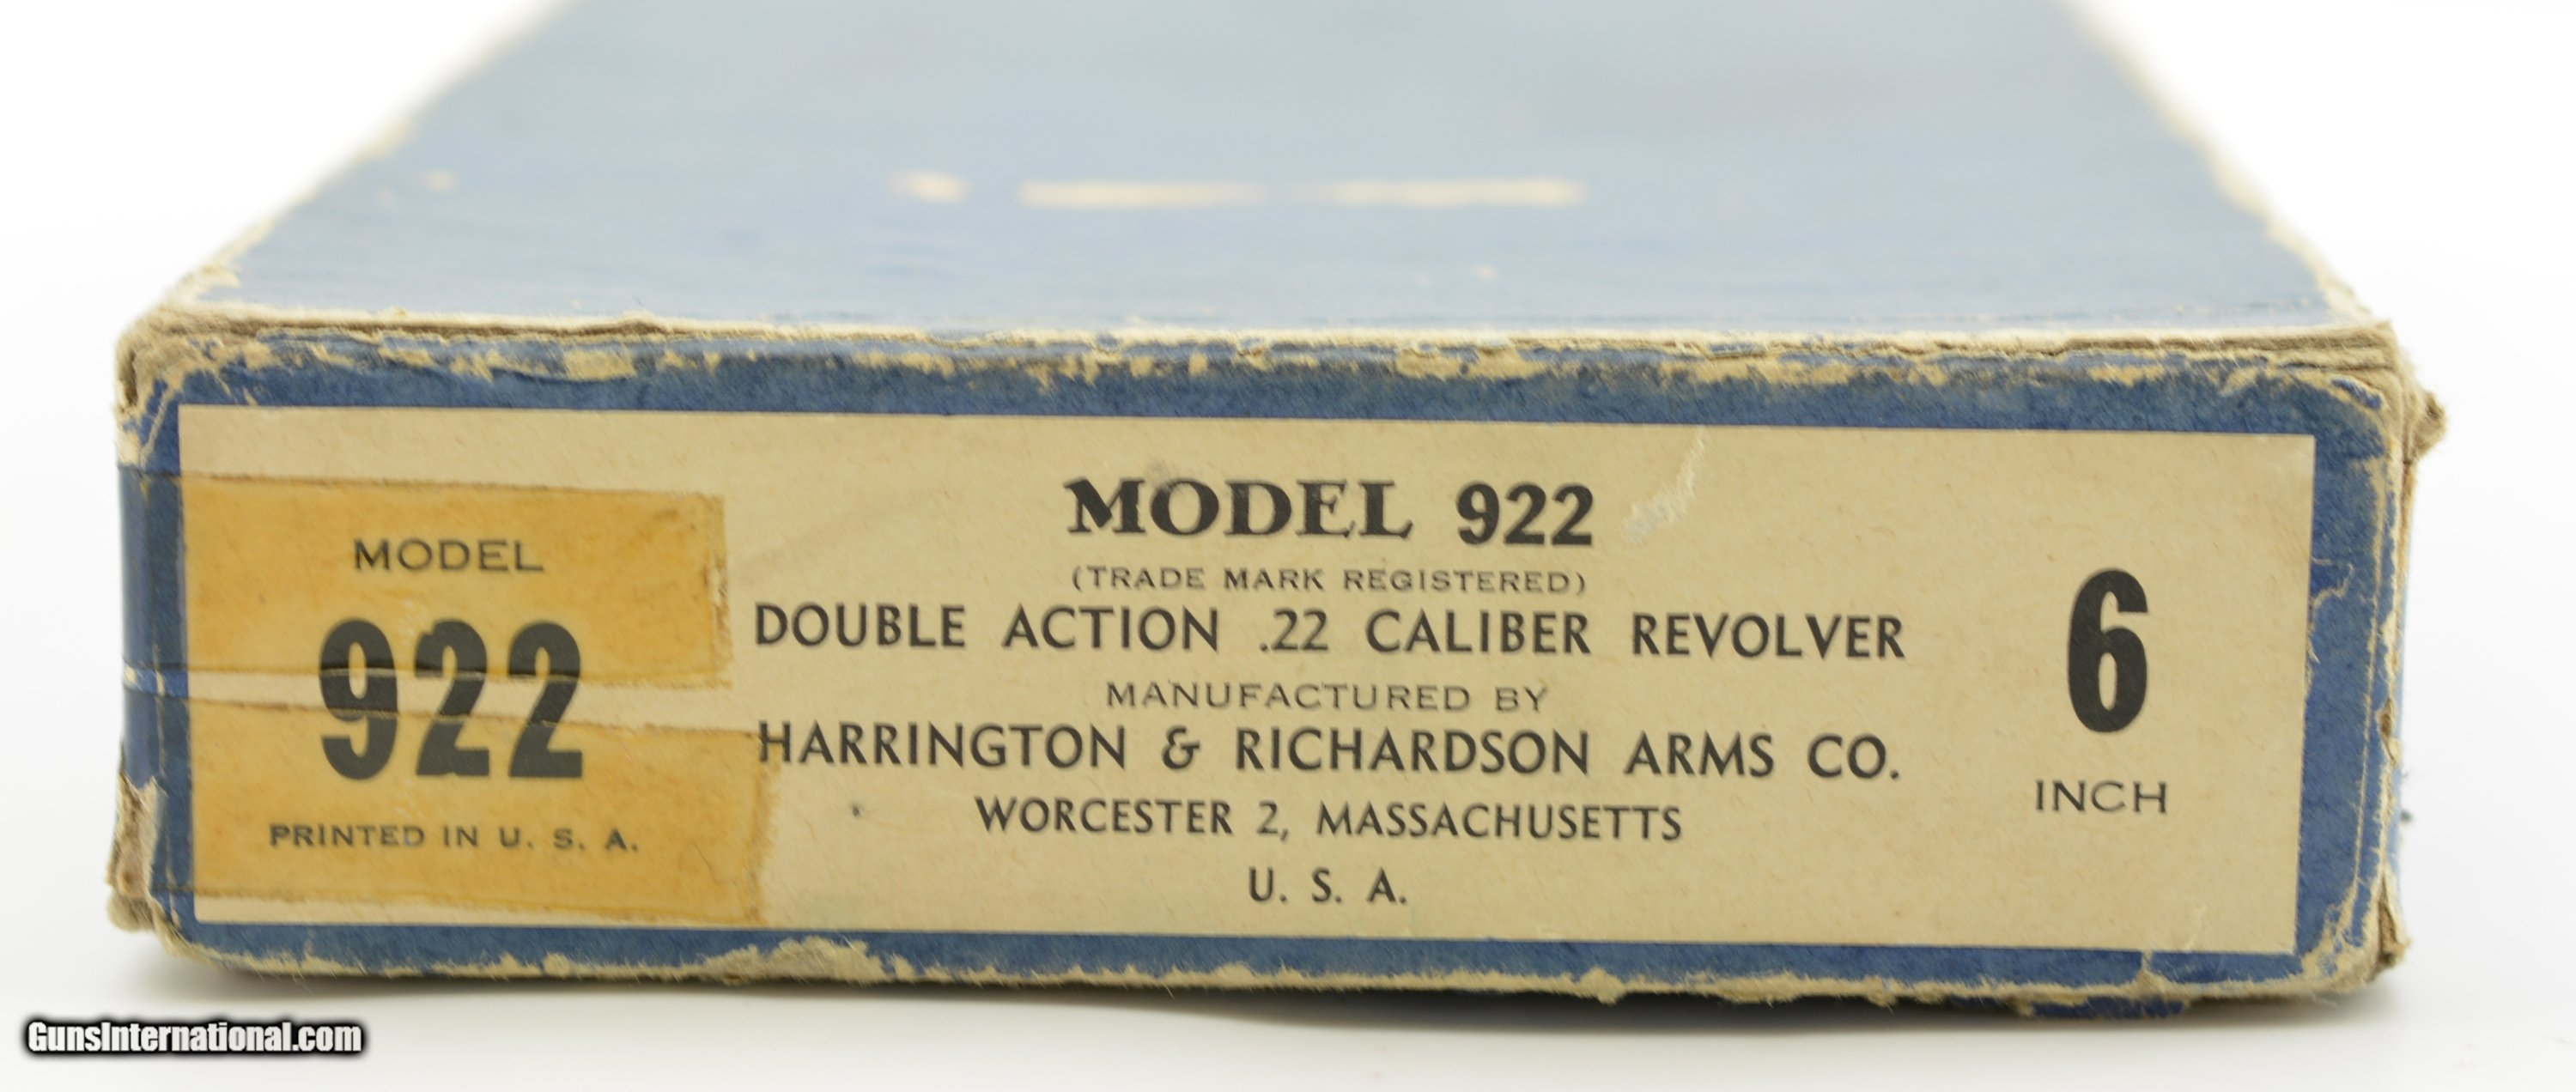 MODEL
922
PRINTED IN U. S. A.
MODEL 922
(TRADE MARK REGISTERED)
DOUBLE ACTION .22 CALIBER REVOLVER
MANUFACTURED BY
HARRINGTON & RICHARDSON ARMS CO.
WORCESTER 2, MASSACHUSETTS
U. S. A.
6
INCH
GunsInternational.com